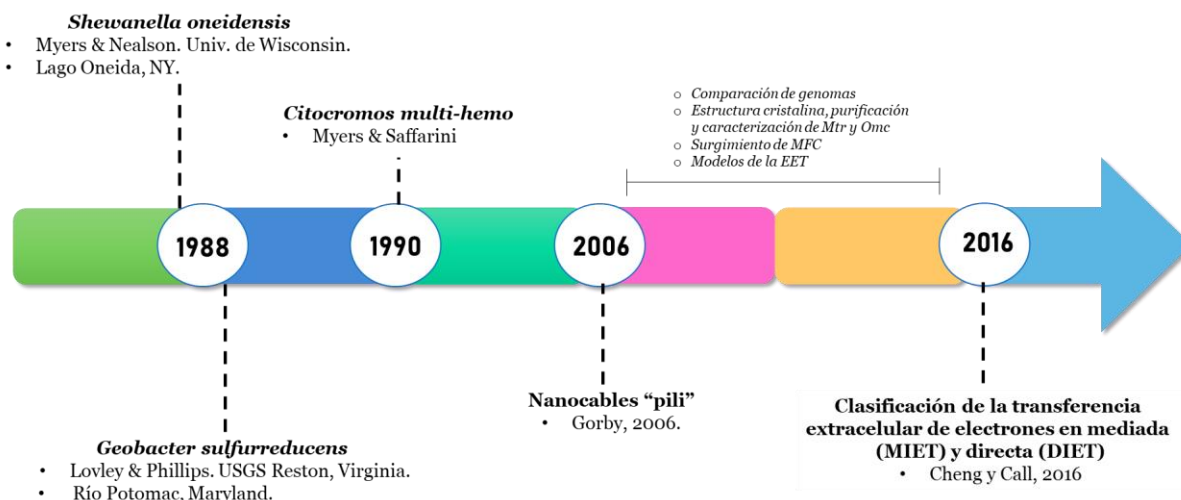 Shewanella oneidensis
• Myers & Nealson. Univ. de Wisconsin.
• Lago Oneida, NY.
Citocromos multi-hemo
• Myers & Saffarini
o Comparación de genomas
o Estructura cristalina, purificación
y caracterización de Mtr y Omc
o Surgimiento de MFC
o Modelos de la EET
1988
1990
2006
2016
Geobacter sulfurreducens
• Lovley & Phillips. USGS Reston, Virginia.
• Río Potomac, Maryland.
Nanocables “pili”
• Gorby, 2006.
Clasificación de la transferencia
extracelular de electrones en mediada
(MIET) y directa (DIET)
• Cheng y Call, 2016